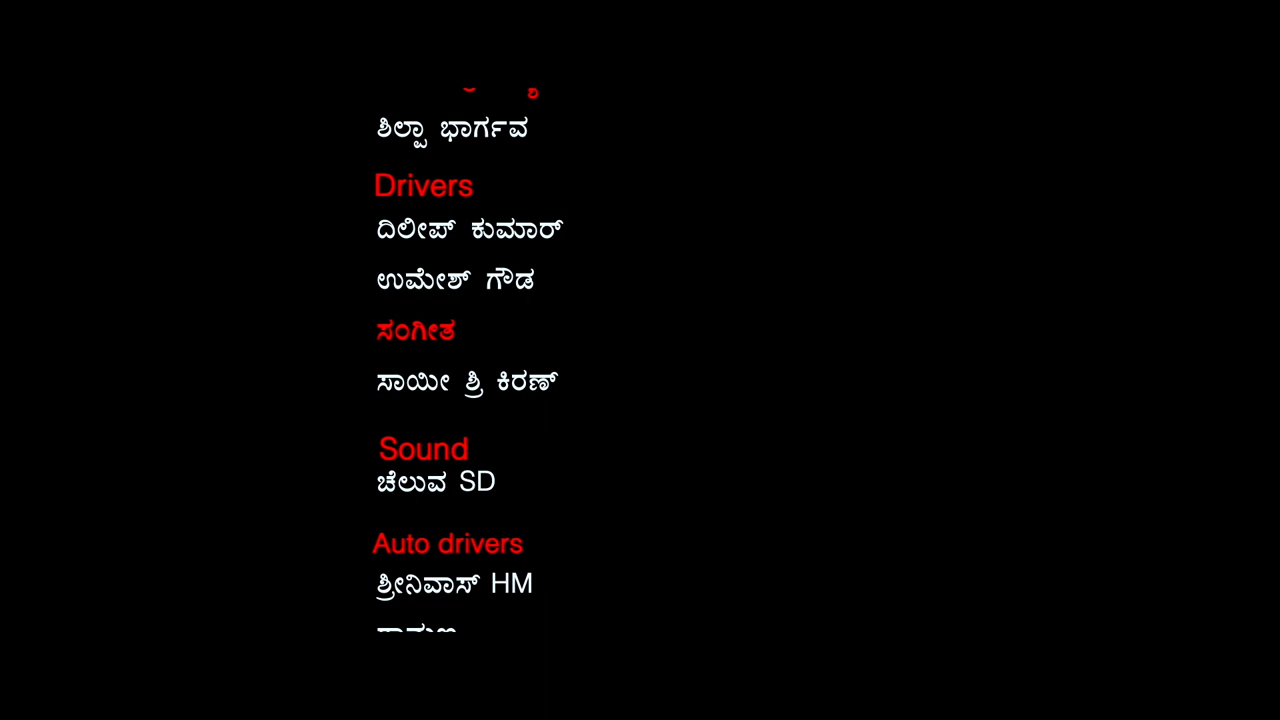 ಶಿಲ್ಪಾ ಭಾರ್ಗವ
Drivers
ದಿಲೀಪ್ ಕುಮಾರ್
ಉಮೇಶ್ ಗೌಡ
ಸಂಗೀತ
ಸಾಯೀ ಶ್ರಿ ಕಿರಣ್
Sound
ಚೆಲುವ SD
Auto drivers
ಶ್ರೀನಿವಾಸ್ HM